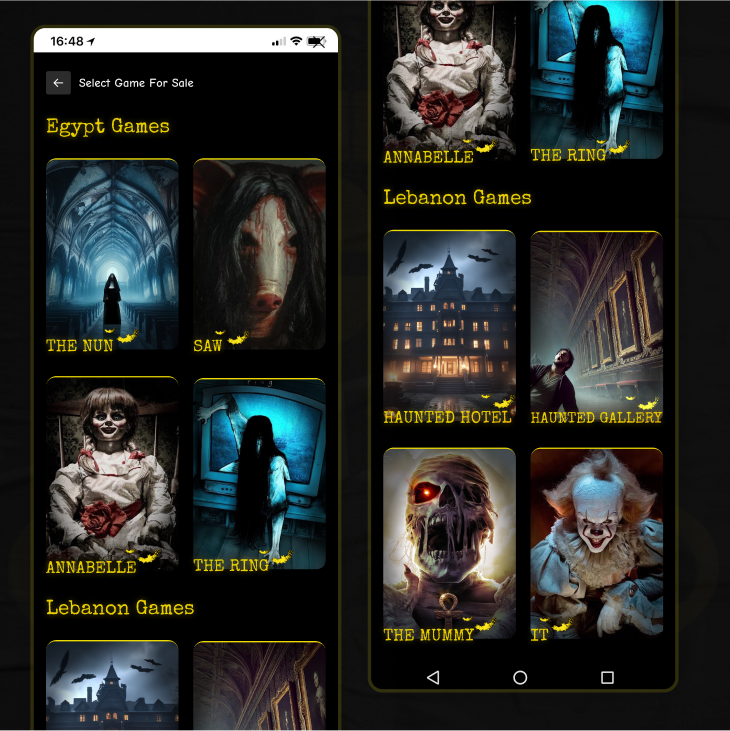 16:48
Select Game For Sale
Egypt Games
THE NUN
SAW
ANNABELLE
THE RING
Lebanon Games
ANNABELLE
THE RING
Lebanon Games
HAUNTED HOTEL
HAUNTED GALLERY
THE MUMMY
IT